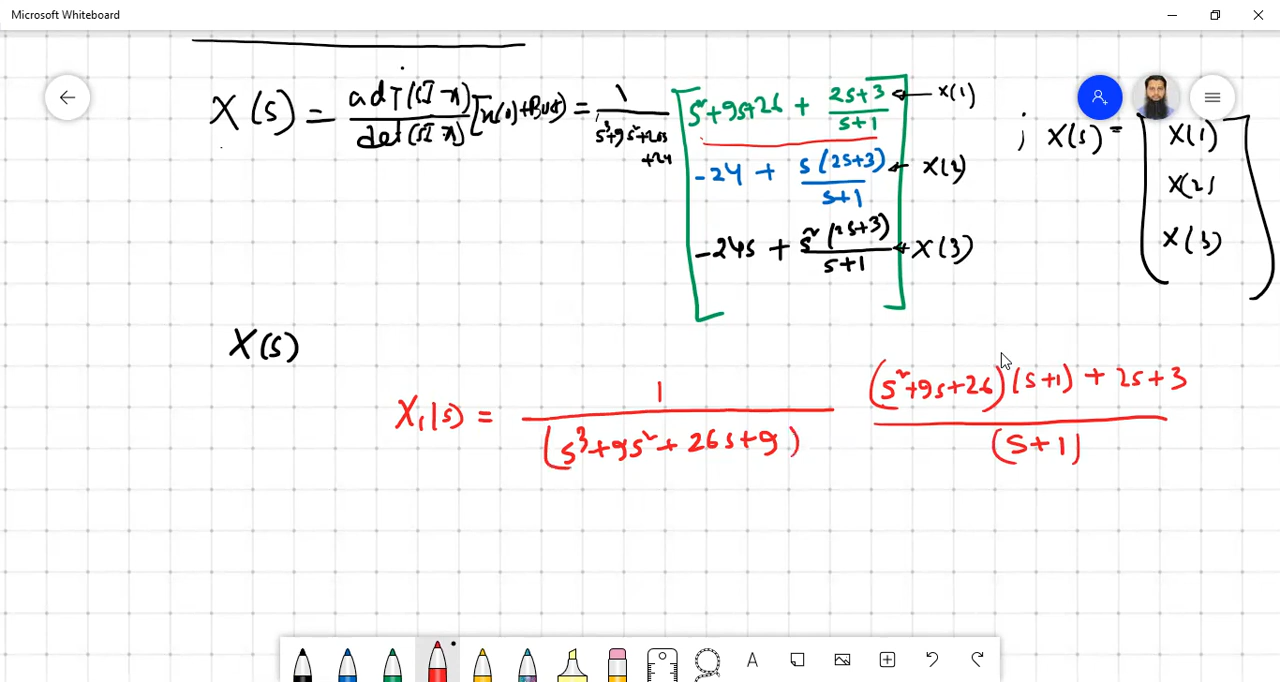 Microsoft Whiteboard
X(s) = adj(sI-A)/det(sI-A) [x(0)+Bu(s)] = 1/(s³+9s²+26s+24) [s²+9s+26 + (2s+3)/(s+1) ← X(1) ; X(s) = [X(1)
-24 + s(2s+3)/(s+1) ← X(2) X(2)
-24s + s²(2s+3)/(s+1)] ← X(3) X(3)]
X(s)
X₁(s) = 1/(s³+9s²+26s+9) ((s²+9s+26)(s+1) + 2s+3)/(s+1)
A